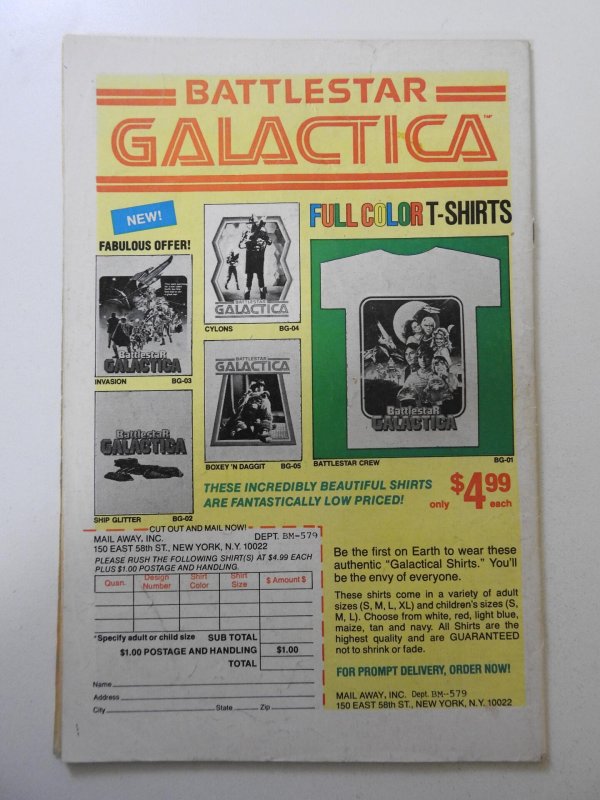 BATTLESTAR
GALACTICA™
NEW!
FABULOUS OFFER!
FULL COLOR T-SHIRTS
BATTLESTAR
GALACTICA
CYLONS BG-04
BattlestaR
GALACTICA
INVASION BG-03
BATTLESTAR
GALACTICA
BOXEY 'N DAGGIT BG-05
BattlestaR
GALACTICA
BATTLESTAR CREW BG-01
BattlestaR
GALACTICA
SHIP GLITTER BG-02
THESE INCREDIBLY BEAUTIFUL SHIRTS
ARE FANTASTICALLY LOW PRICED!
only $4.99 each
CUT OUT AND MAIL NOW!
MAIL AWAY, INC. DEPT. BM-579
150 EAST 58th ST., NEW YORK, N.Y. 10022
PLEASE RUSH THE FOLLOWING SHIRT(S) AT $4.99 EACH
PLUS $1.00 POSTAGE AND HANDLING.
Quan. Design Number Shirt Color Shirt Size $ Amount $
*Specify adult or child size SUB TOTAL
$1.00 POSTAGE AND HANDLING $1.00
TOTAL
Name
Address
City State Zip
Be the first on Earth to wear these
authentic "Galactical Shirts." You'll
be the envy of everyone.
These shirts come in a variety of adult
sizes (S, M, L, XL) and children's sizes (S,
M, L). Choose from white, red, light blue,
maize, tan and navy. All Shirts are the
highest quality and are GUARANTEED
not to shrink or fade.
FOR PROMPT DELIVERY, ORDER NOW!
MAIL AWAY, INC. Dept. BM--579
150 EAST 58th ST., NEW YORK, N.Y. 10022